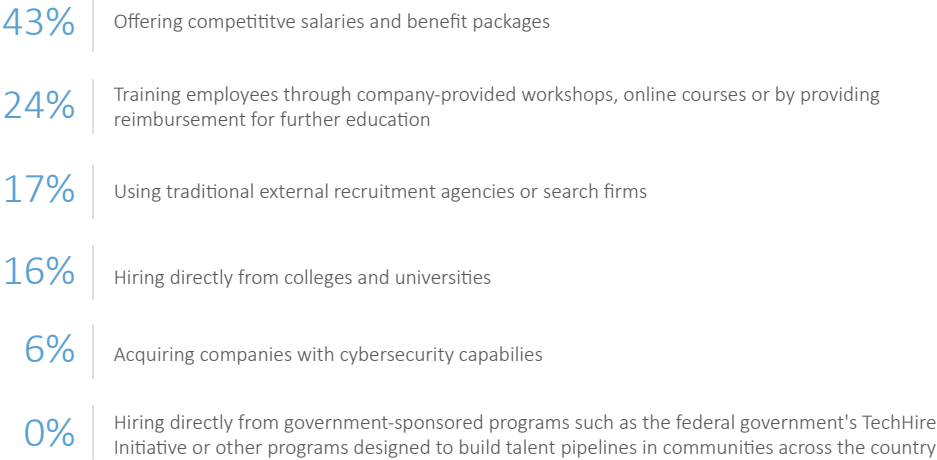 43% Offering competititve salaries and benefit packages
24% Training employees through company-provided workshops, online courses or by providing
reimbursement for further education
17% Using traditional external recruitment agencies or search firms
16% Hiring directly from colleges and universities
6% Acquiring companies with cybersecurity capabilies
0% Hiring directly from government-sponsored programs such as the federal government's TechHire
Initiative or other programs designed to build talent pipelines in communities across the country